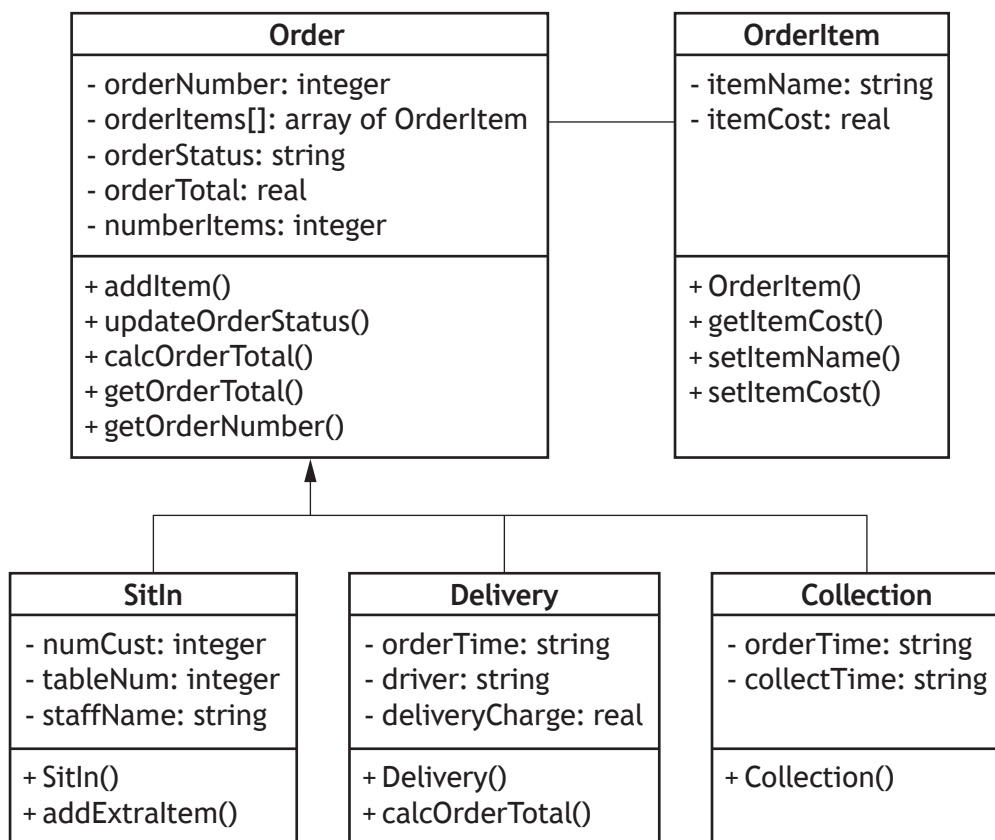 Order
- orderNumber: integer
- orderItems[]: array of OrderItem
- orderStatus: string
- orderTotal: real
- numberItems: integer
+ addItem()
+ updateOrderStatus()
+ calcOrderTotal()
+ getOrderTotal()
+ getOrderNumber()
OrderItem
- itemName: string
- itemCost: real
+ OrderItem()
+ getItemCost()
+ setItemName()
+ setItemCost()
SitIn
- numCust: integer
- tableNum: integer
- staffName: string
+ SitIn()
+ addExtraItem()
Delivery
- orderTime: string
- driver: string
- deliveryCharge: real
+ Delivery()
+ calcOrderTotal()
Collection
- orderTime: string
- collectTime: string
+ Collection()